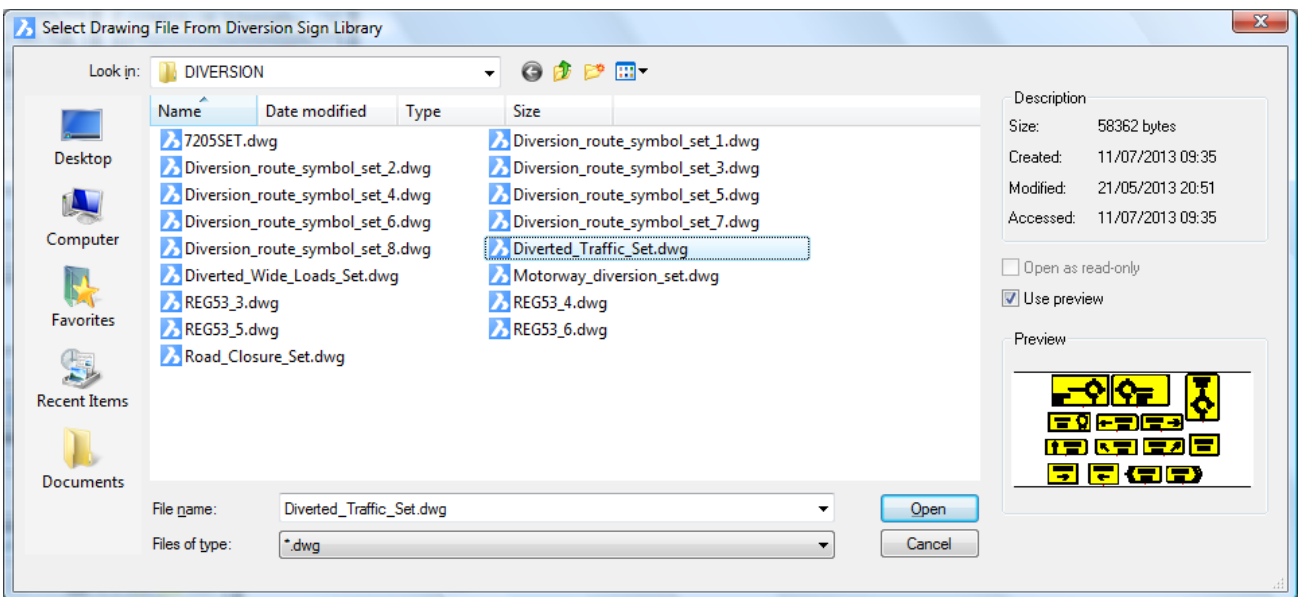 Select Drawing File From Diversion Sign Library
Look in: DIVERSION
Name Date modified Type Size
7205SET.dwg Diversion_route_symbol_set_1.dwg
Diversion_route_symbol_set_2.dwg Diversion_route_symbol_set_3.dwg
Diversion_route_symbol_set_4.dwg Diversion_route_symbol_set_5.dwg
Diversion_route_symbol_set_6.dwg Diversion_route_symbol_set_7.dwg
Diversion_route_symbol_set_8.dwg Diverted_Traffic_Set.dwg
Diverted_Wide_Loads_Set.dwg Motorway_diversion_set.dwg
REG53_3.dwg REG53_4.dwg
REG53_5.dwg REG53_6.dwg
Road_Closure_Set.dwg
Desktop
Computer
Favorites
Recent Items
Documents
File name: Diverted_Traffic_Set.dwg Open
Files of type: *.dwg Cancel
Description
Size: 58362 bytes
Created: 11/07/2013 09:35
Modified: 21/05/2013 20:51
Accessed: 11/07/2013 09:35
Open as read-only
Use preview
Preview